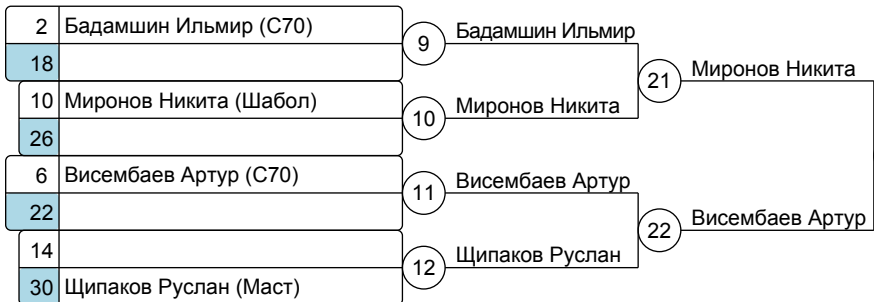 2 Бадамшин Ильмир (С70)
18
9 Бадамшин Ильмир
10 Миронов Никита (Шабол)
26
10 Миронов Никита
21 Миронов Никита
6 Висембаев Артур (С70)
22
11 Висембаев Артур
14
30 Щипаков Руслан (Маст)
12 Щипаков Руслан
22 Висембаев Артур